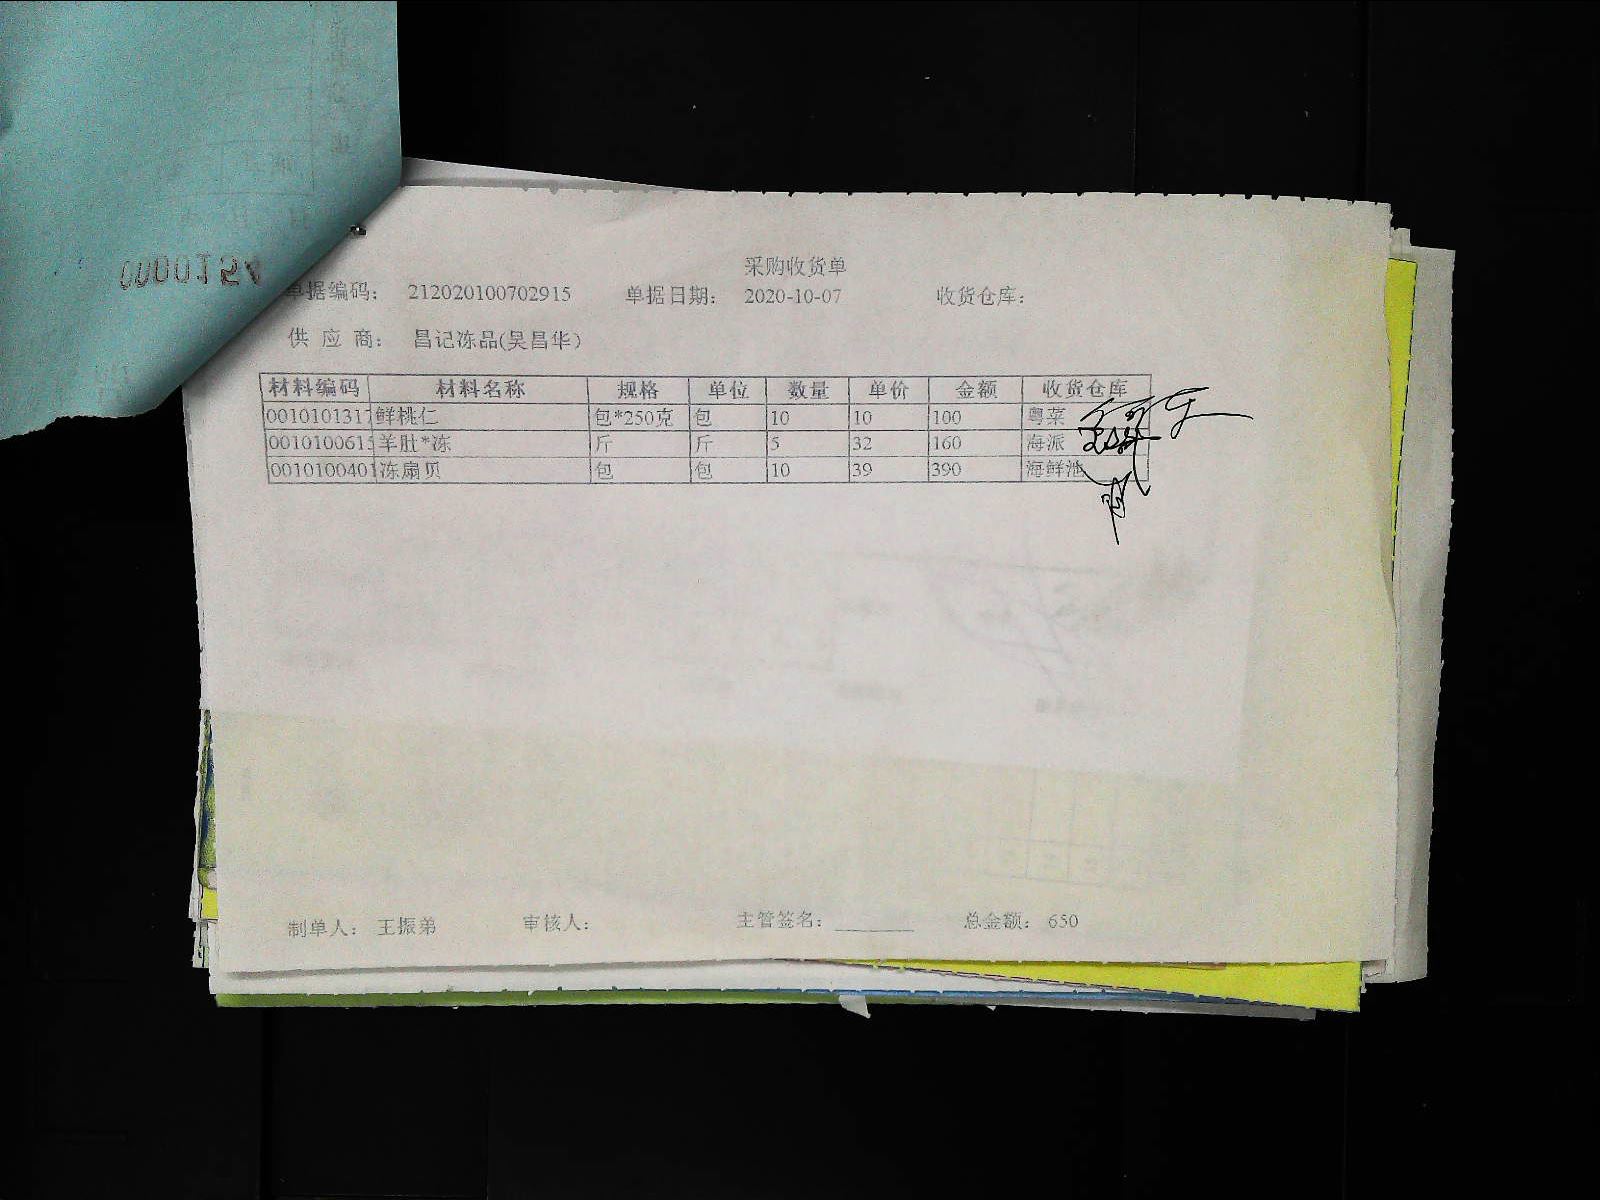 采购收货单
单据编码： 212020100702915 单据日期： 2020-10-07 收货仓库：
供 应 商： 昌记冻品(吴昌华)
材料编码 材料名称 规格 单位 数量 单价 金额 收货仓库
0010101317 鲜桃仁 包*250克 包 10 10 100 粤菜
0010100615 羊肚*冻 斤 斤 5 32 160 海派
0010100401 冻扇贝 包 包 10 39 390 海鲜池
制单人： 王振弟 审核人： 主管签名： 总金额： 650